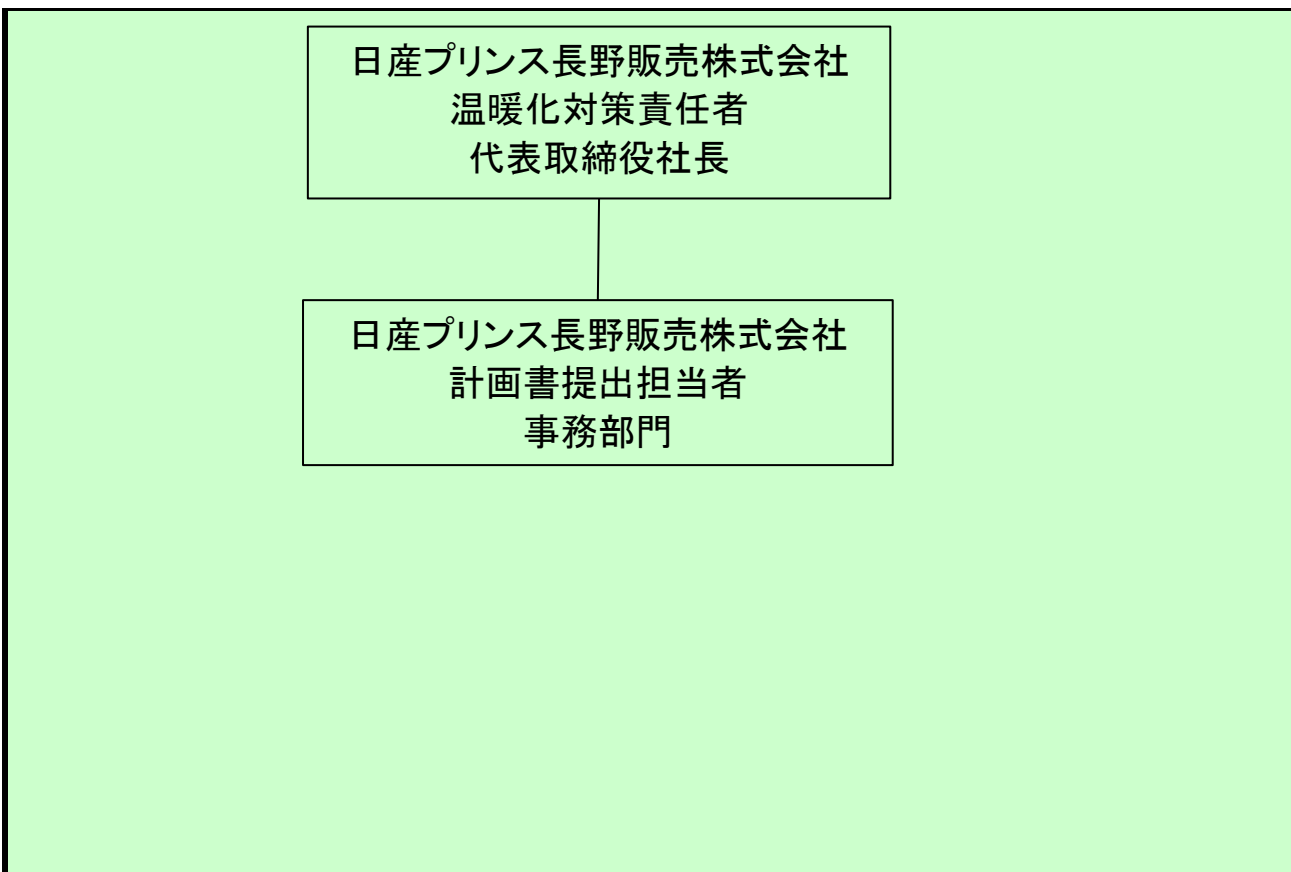 日産プリンス長野販売株式会社
温暖化対策責任者
代表取締役社長
日産プリンス長野販売株式会社
計画書提出担当者
事務部門